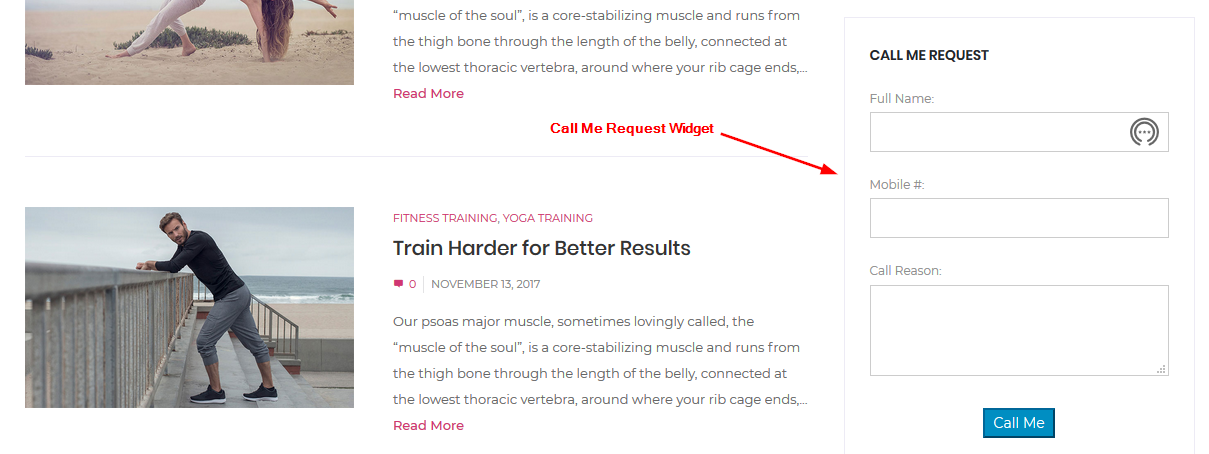 “muscle of the soul”, is a core-stabilizing muscle and runs from
the thigh bone through the length of the belly, connected at
the lowest thoracic vertebra, around where your rib cage ends,...
Read More
Call Me Request Widget
FITNESS TRAINING, YOGA TRAINING
Train Harder for Better Results
0 NOVEMBER 13, 2017
Our psoas major muscle, sometimes lovingly called, the
“muscle of the soul”, is a core-stabilizing muscle and runs from
the thigh bone through the length of the belly, connected at
the lowest thoracic vertebra, around where your rib cage ends,...
Read More
CALL ME REQUEST
Full Name:
Mobile #:
Call Reason:
Call Me